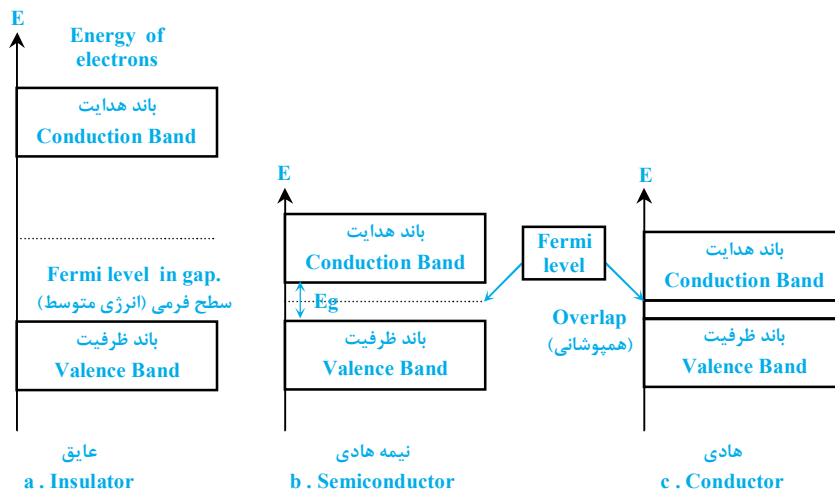 E
Energy of
electrons
باند هدایت
Conduction Band
Fermi level in gap.
سطح فرمی (انرژی متوسط)
باند ظرفیت
Valence Band
عایق
a . Insulator
E
باند هدایت
Conduction Band
Eg
باند ظرفیت
Valence Band
نیمه هادی
b . Semiconductor
Fermi
level
E
باند هدایت
Conduction Band
Overlap
(همپوشانی)
باند ظرفیت
Valence Band
هادی
c . Conductor